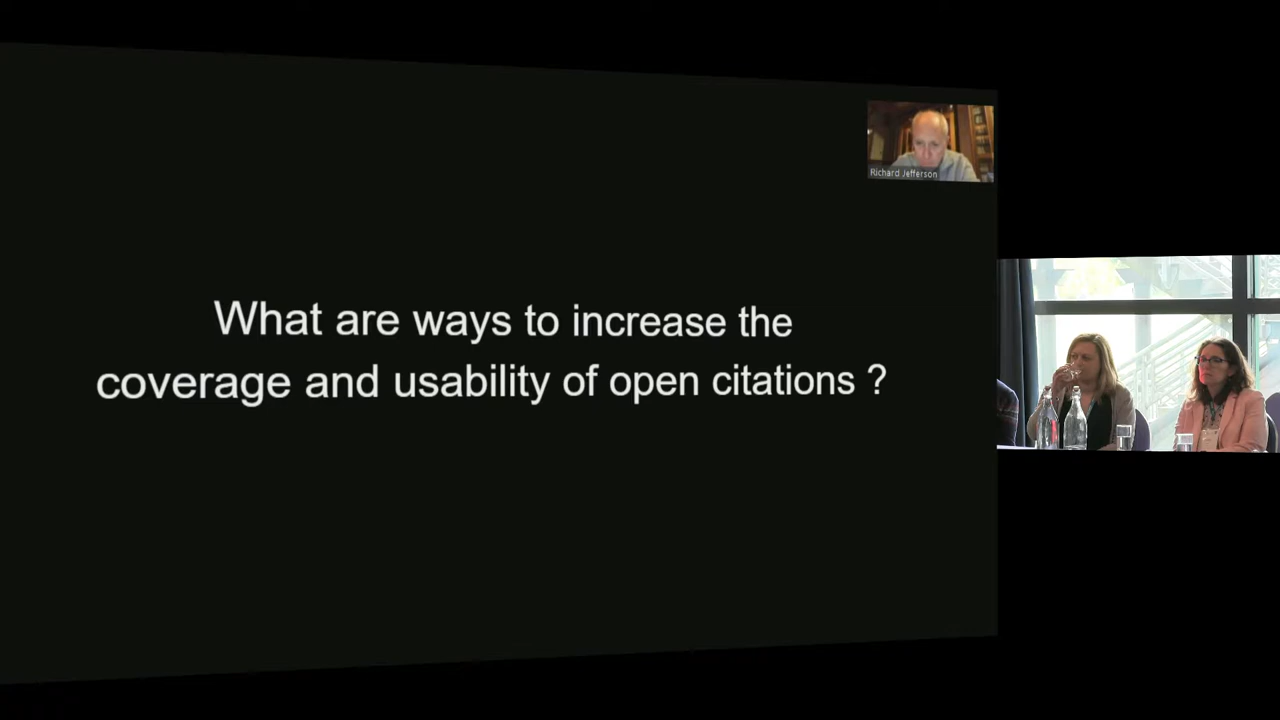 Richard Jefferson
What are ways to increase the
coverage and usability of open citations ?